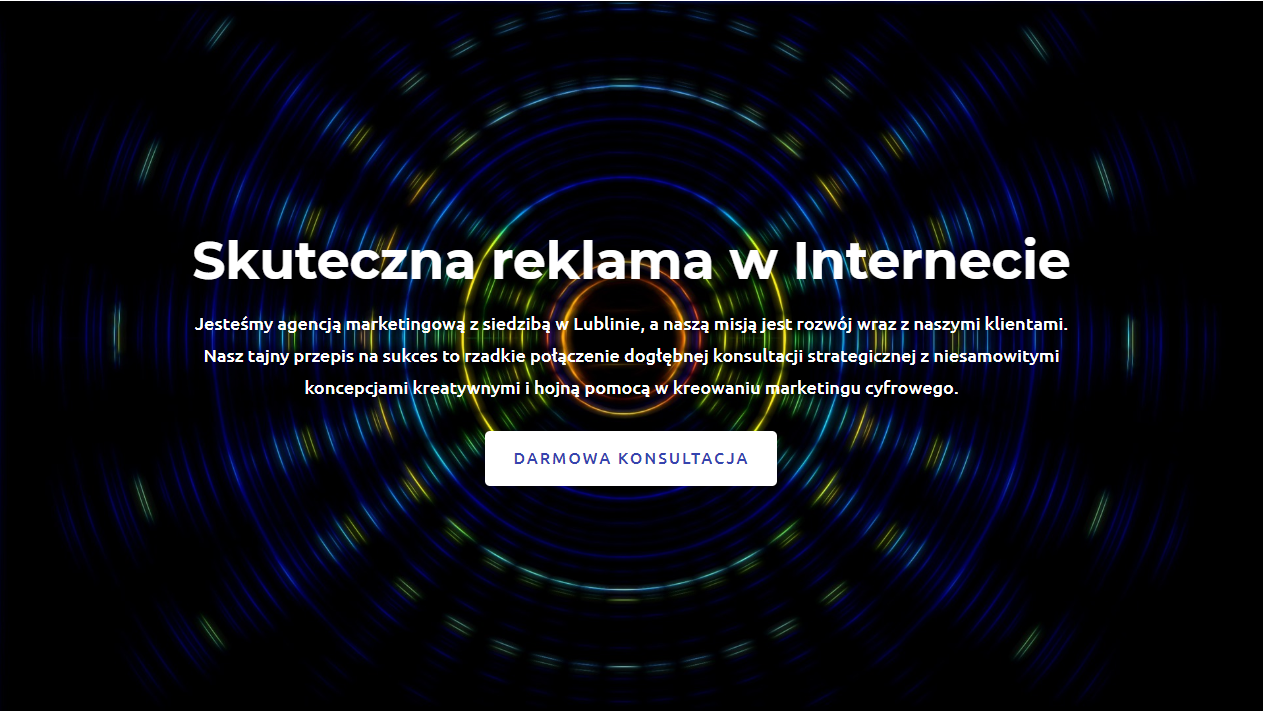 Skuteczna reklama w Internecie
Jesteśmy agencją marketingową z siedzibą w Lublinie, a naszą misją jest rozwój wraz z naszymi klientami.
Nasz tajny przepis na sukces to rzadkie połączenie dogłębnej konsultacji strategicznej z niesamowitymi
koncepcjami kreatywnymi i hojną pomocą w kreowaniu marketingu cyfrowego.
DARMOWA KONSULTACJA